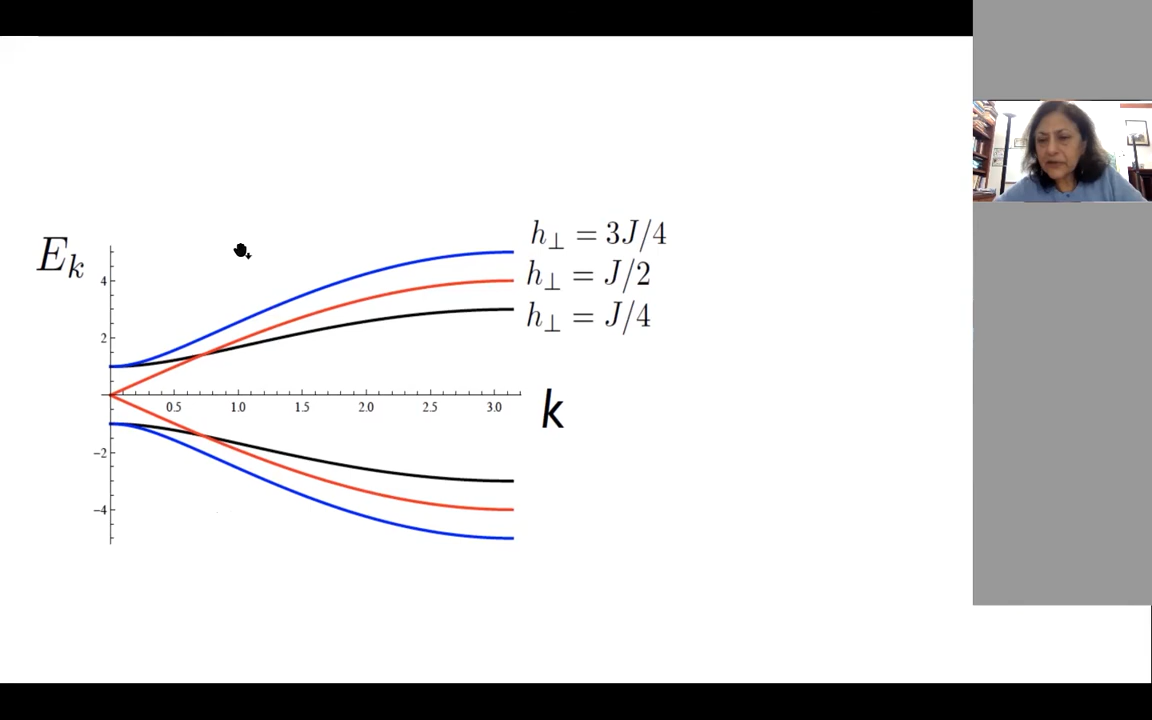 E_k
h_⊥ = 3J/4
h_⊥ = J/2
h_⊥ = J/4
4
2
0.5 1.0 1.5 2.0 2.5 3.0
k
−2
−4